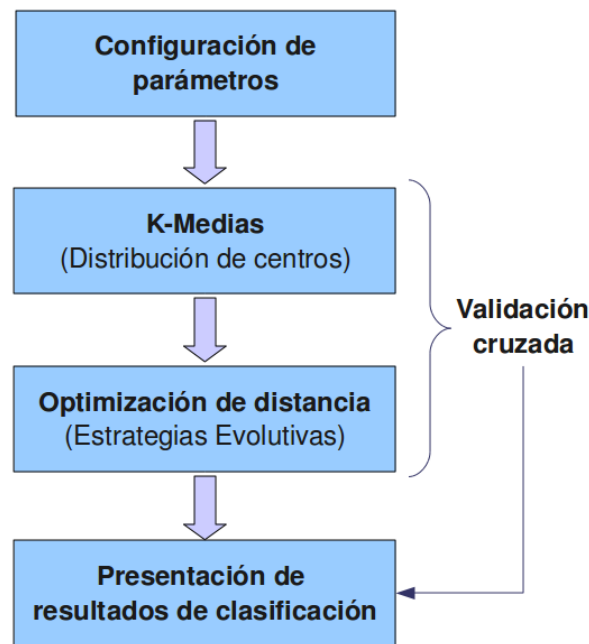 Configuración de
parámetros
K-Medias
(Distribución de centros)
Validación
cruzada
Optimización de distancia
(Estrategias Evolutivas)
Presentación de
resultados de clasificación